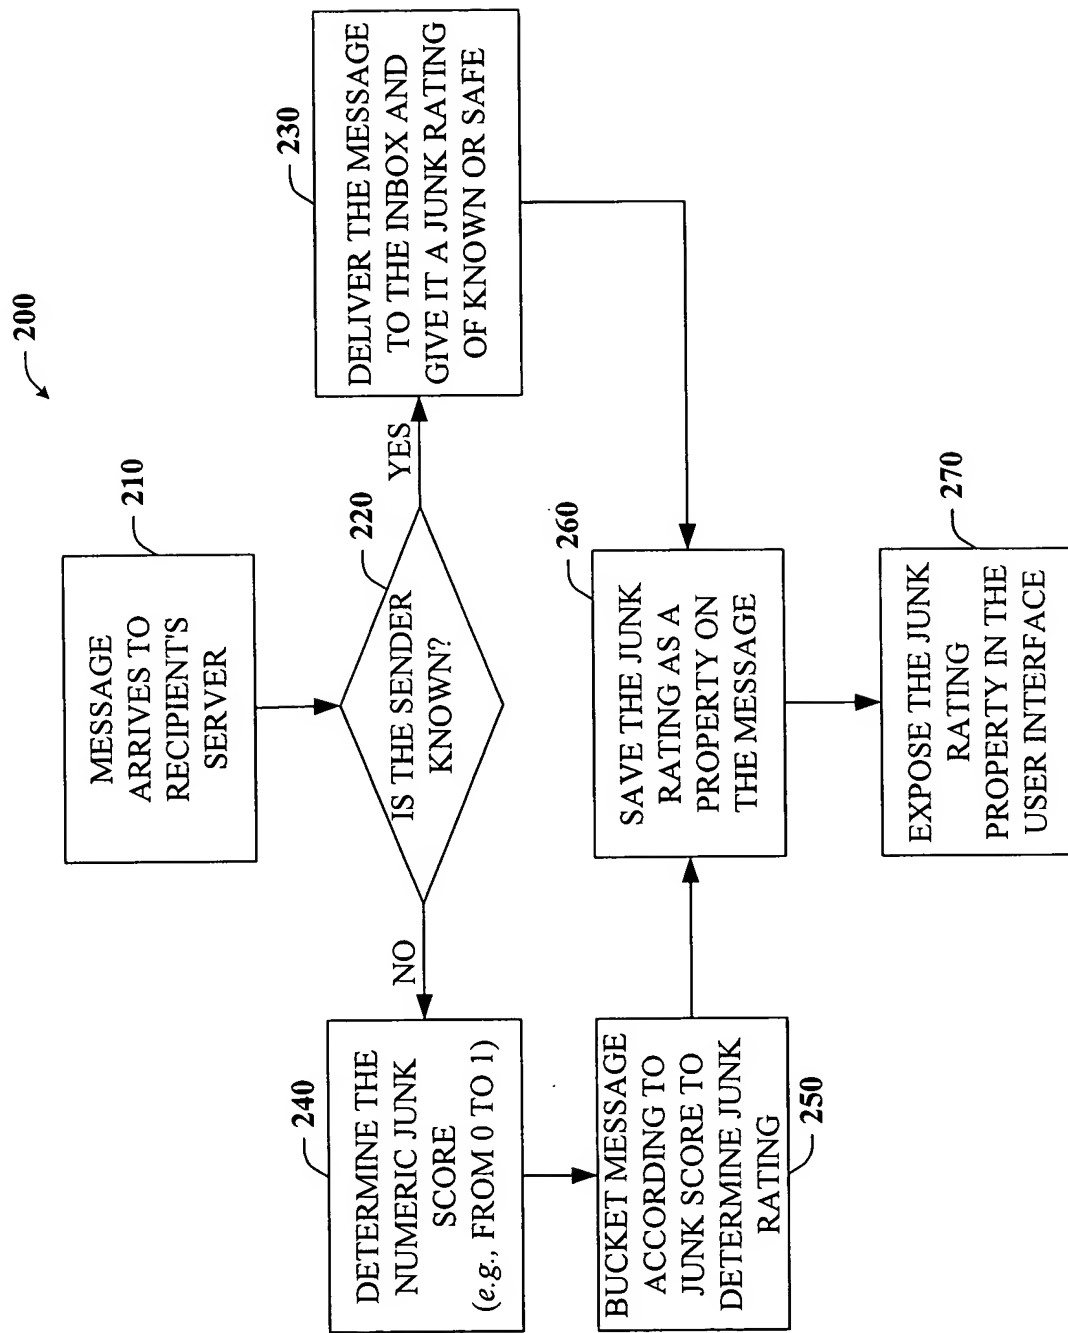 200
210
MESSAGE
ARRIVES TO
RECIPIENT'S
SERVER
220
IS THE SENDER
KNOWN?
YES
NO
230
DELIVER THE MESSAGE
TO THE INBOX AND
GIVE IT A JUNK RATING
OF KNOWN OR SAFE
240
DETERMINE THE
NUMERIC JUNK
SCORE
(e.g., FROM 0 TO 1)
BUCKET MESSAGE
ACCORDING TO
JUNK SCORE TO
DETERMINE JUNK
RATING
250
260
SAVE THE JUNK
RATING AS A
PROPERTY ON
THE MESSAGE
270
EXPOSE THE JUNK
RATING
PROPERTY IN THE
USER INTERFACE